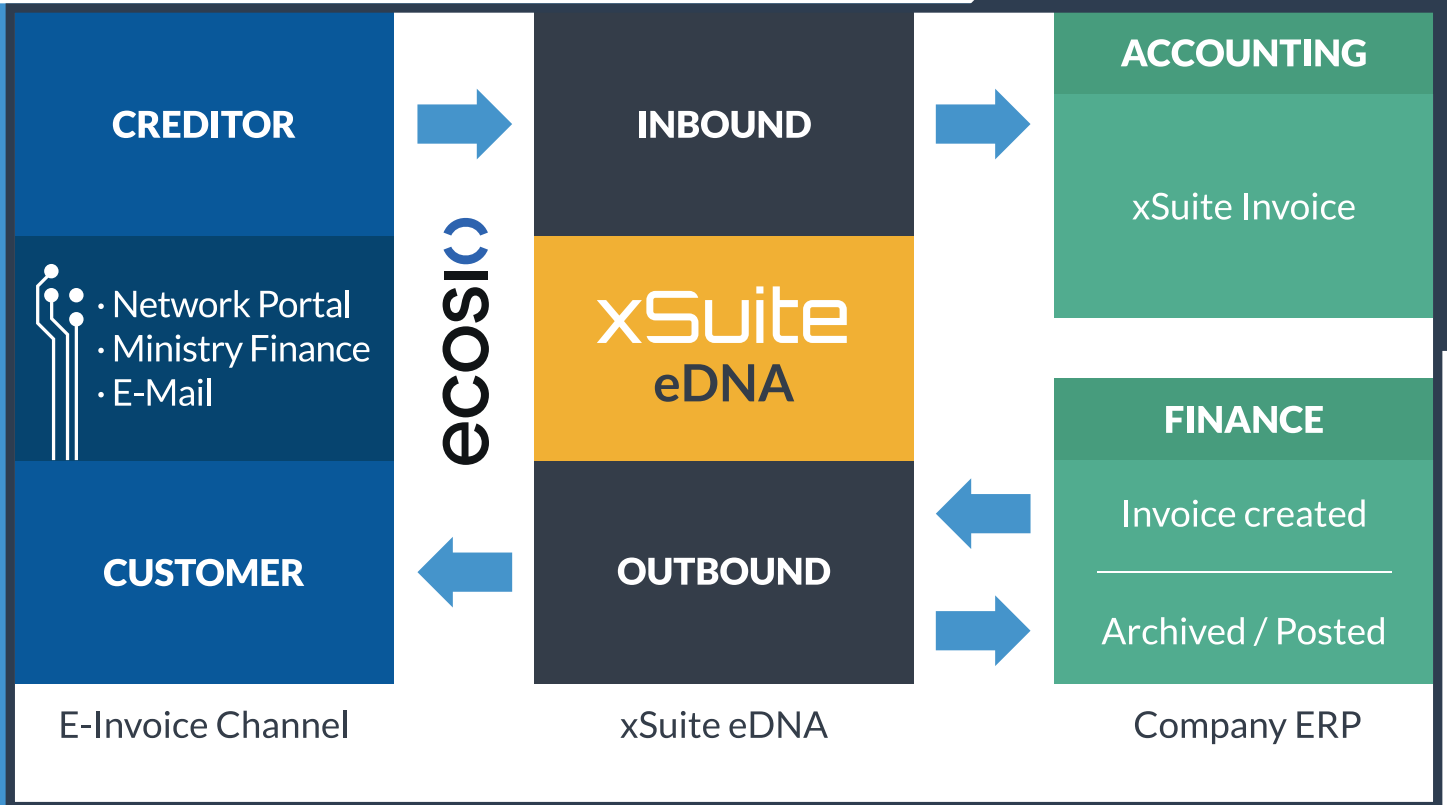 CREDITOR
· Network Portal
· Ministry Finance
· E-Mail
CUSTOMER
E-Invoice Channel
ecosio
INBOUND
xSuite
eDNA
OUTBOUND
xSuite eDNA
ACCOUNTING
xSuite Invoice
FINANCE
Invoice created
Archived / Posted
Company ERP